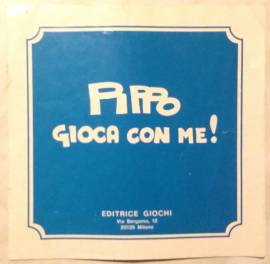 PIPPO
GIOCA CON ME!
EDITRICE GIOCHI
Via Bergamo, 12
20135 Milano